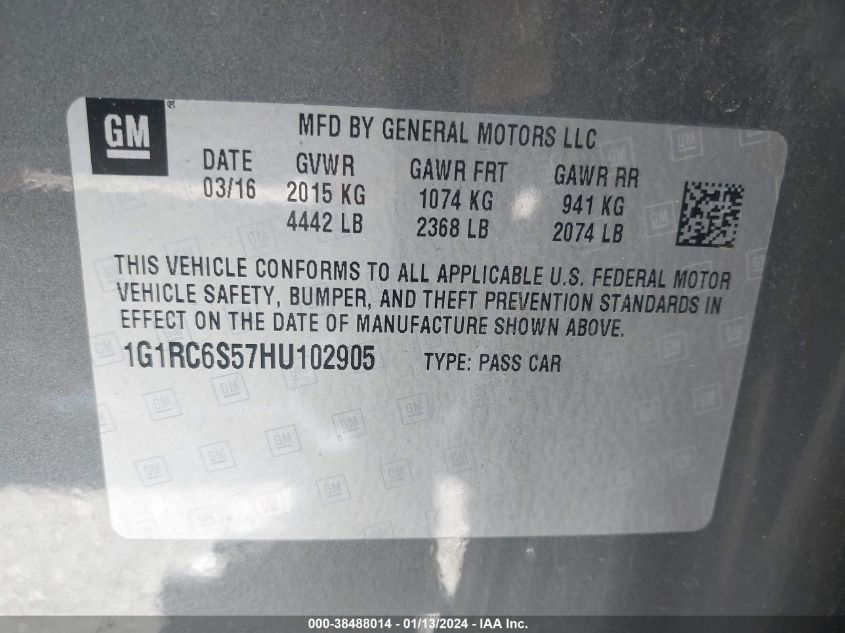 GM ®
MFD BY GENERAL MOTORS LLC
DATE GVWR GAWR FRT GAWR RR
03/16 2015 KG 1074 KG 941 KG
4442 LB 2368 LB 2074 LB
THIS VEHICLE CONFORMS TO ALL APPLICABLE U.S. FEDERAL MOTOR
VEHICLE SAFETY, BUMPER, AND THEFT PREVENTION STANDARDS IN
EFFECT ON THE DATE OF MANUFACTURE SHOWN ABOVE.
1G1RC6S57HU102905 TYPE: PASS CAR
000-38488014 - 01/13/2024 - IAA Inc.